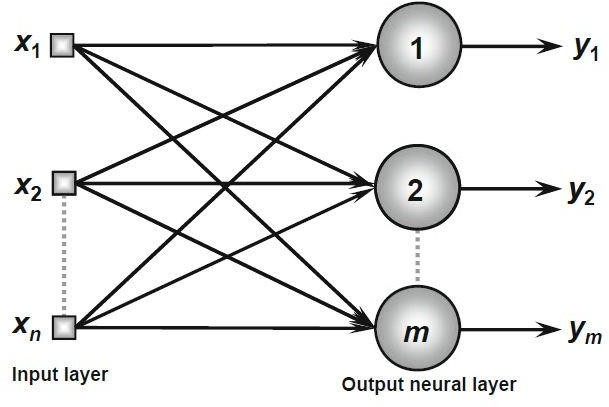 x1 1 y1
x2 2 y2
xn m ym
Input layer
Output neural layer